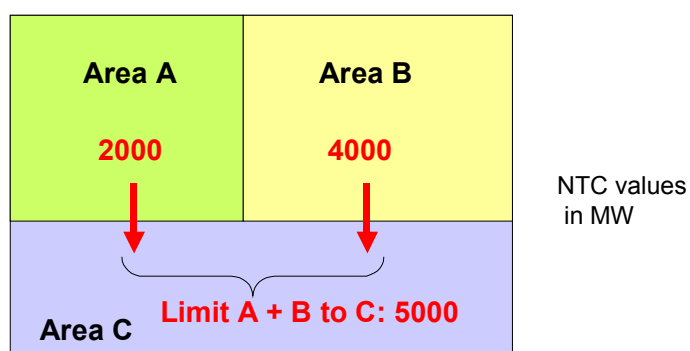 Area A
Area B
2000
4000
NTC values
in MW
Limit A + B to C: 5000
Area C